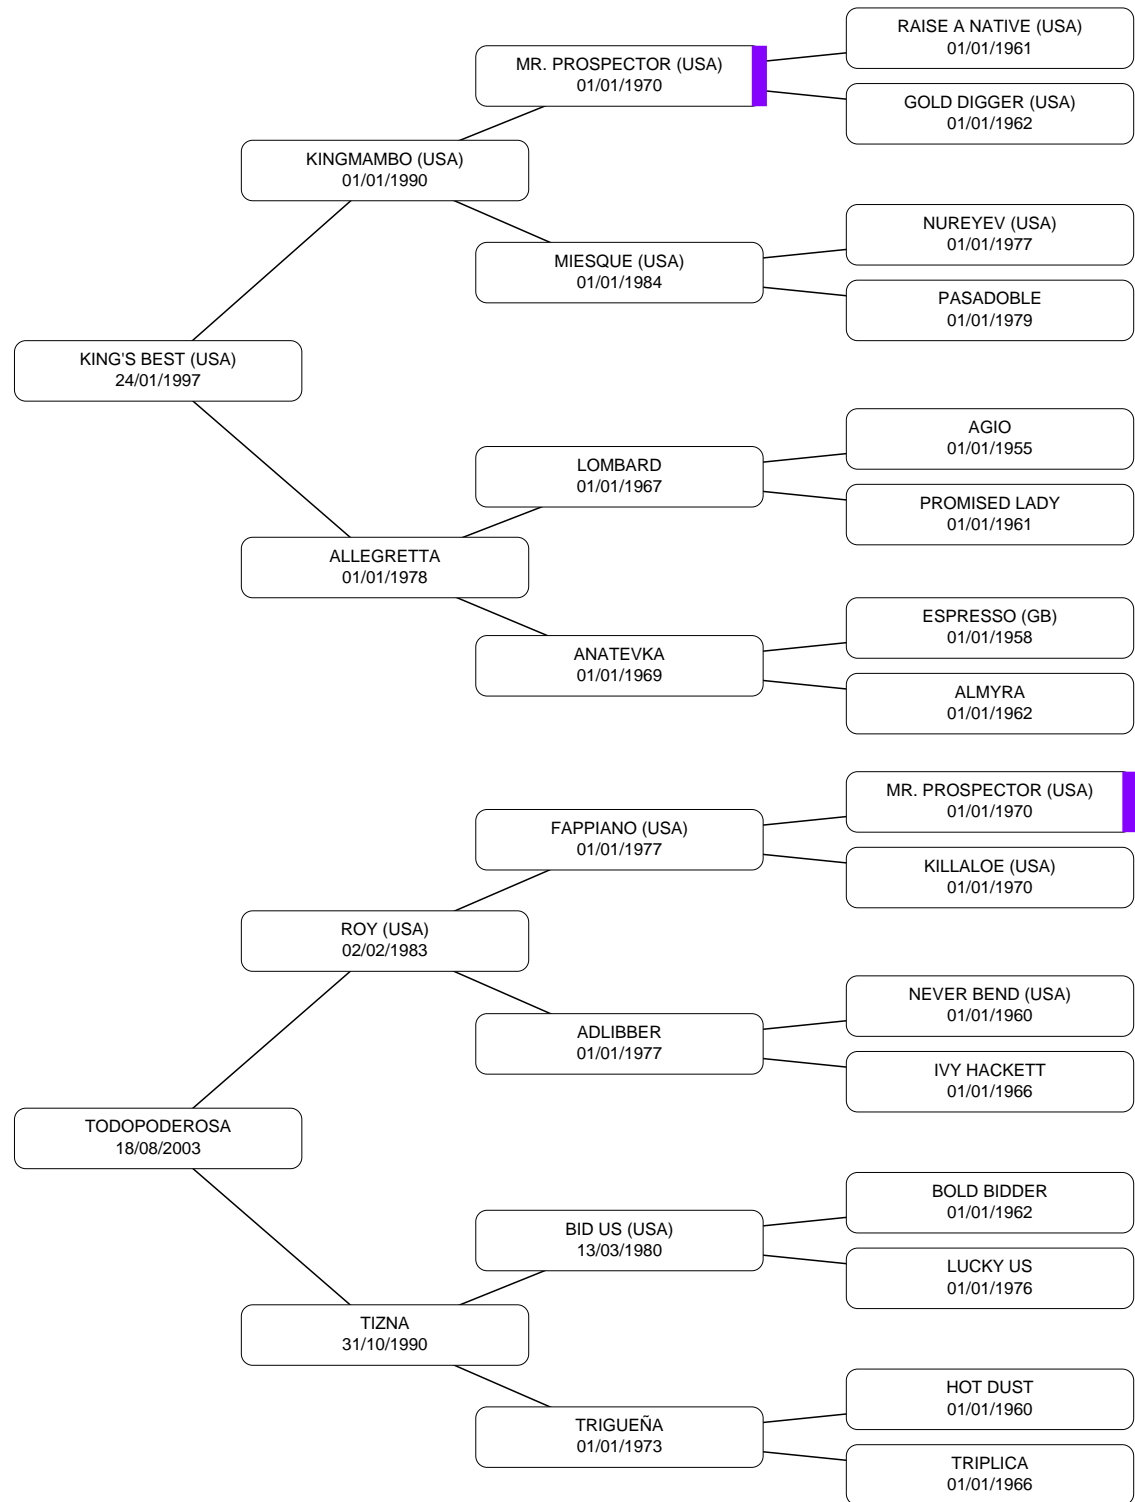 RAISE A NATIVE (USA)
01/01/1961
MR. PROSPECTOR (USA)
01/01/1970
GOLD DIGGER (USA)
01/01/1962
KINGMAMBO (USA)
01/01/1990
NUREYEV (USA)
01/01/1977
MIESQUE (USA)
01/01/1984
PASADOBLE
01/01/1979
KING'S BEST (USA)
24/01/1997
AGIO
01/01/1955
LOMBARD
01/01/1967
PROMISED LADY
01/01/1961
ALLEGRETTA
01/01/1978
ESPRESSO (GB)
01/01/1958
ANATEVKA
01/01/1969
ALMYRA
01/01/1962
MR. PROSPECTOR (USA)
01/01/1970
FAPPIANO (USA)
01/01/1977
KILLALOE (USA)
01/01/1970
ROY (USA)
02/02/1983
NEVER BEND (USA)
01/01/1960
ADLIBBER
01/01/1977
IVY HACKETT
01/01/1966
TODOPODEROSA
18/08/2003
BOLD BIDDER
01/01/1962
BID US (USA)
13/03/1980
LUCKY US
01/01/1976
TIZNA
31/10/1990
HOT DUST
01/01/1960
TRIGUEÑA
01/01/1973
TRIPLICA
01/01/1966